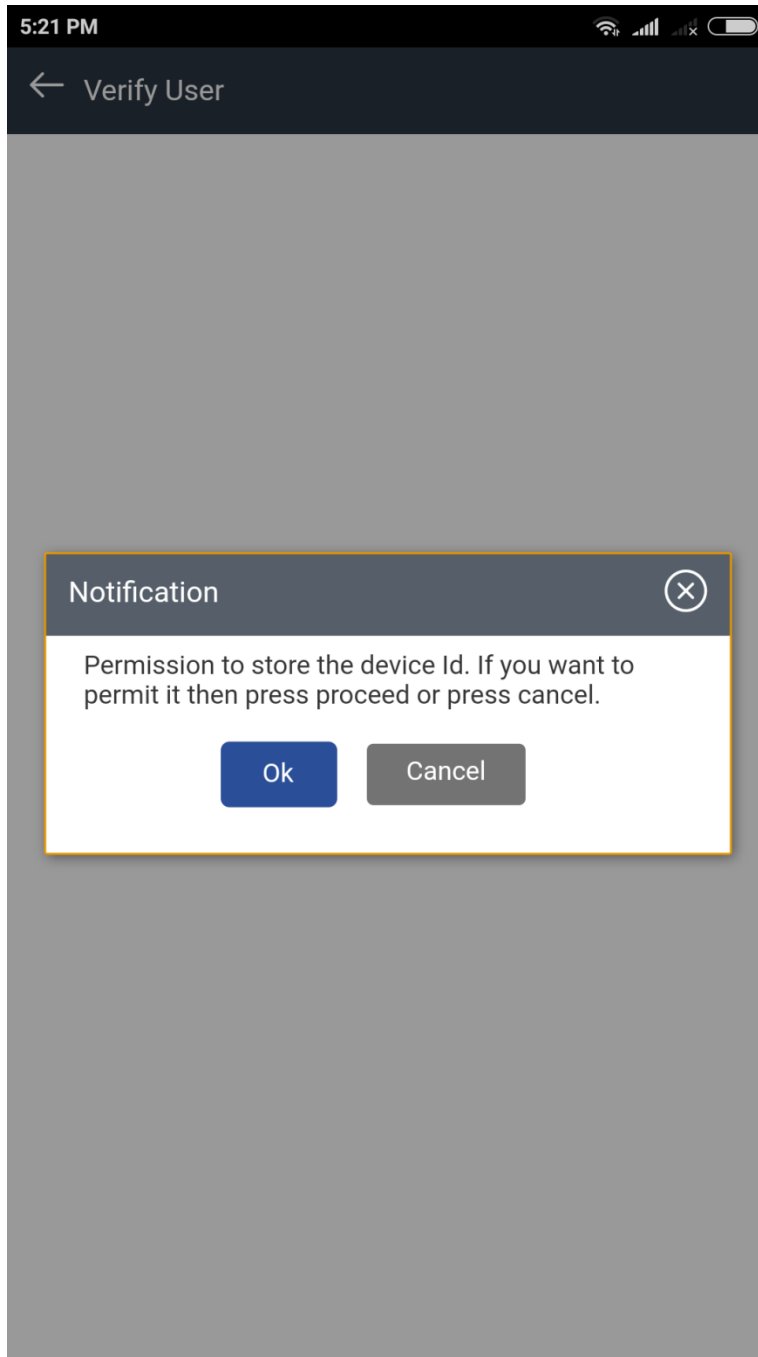 5:21 PM
Verify User
Notification
Permission to store the device Id. If you want to
permit it then press proceed or press cancel.
Ok
Cancel